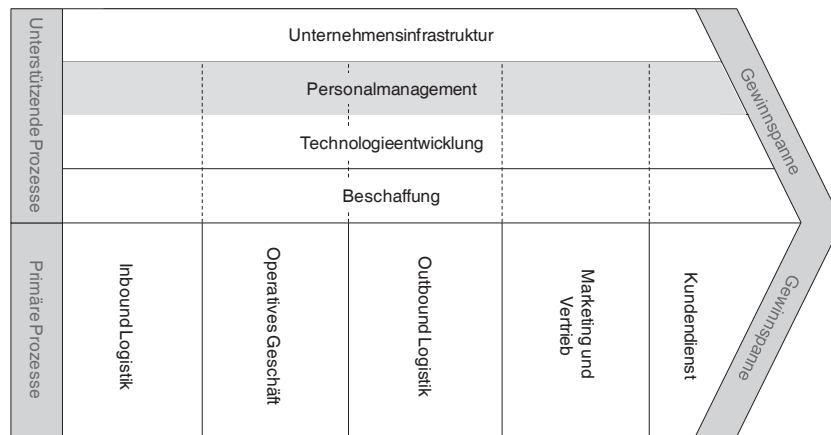 Unterstützende Prozesse
Unternehmensinfrastruktur
Personalmanagement
Technologieentwicklung
Beschaffung
Gewinnspanne
Primäre Prozesse
Inbound Logistik
Operatives Geschäft
Outbound Logistik
Marketing und
Vertrieb
Kundendienst
Gewinnspanne